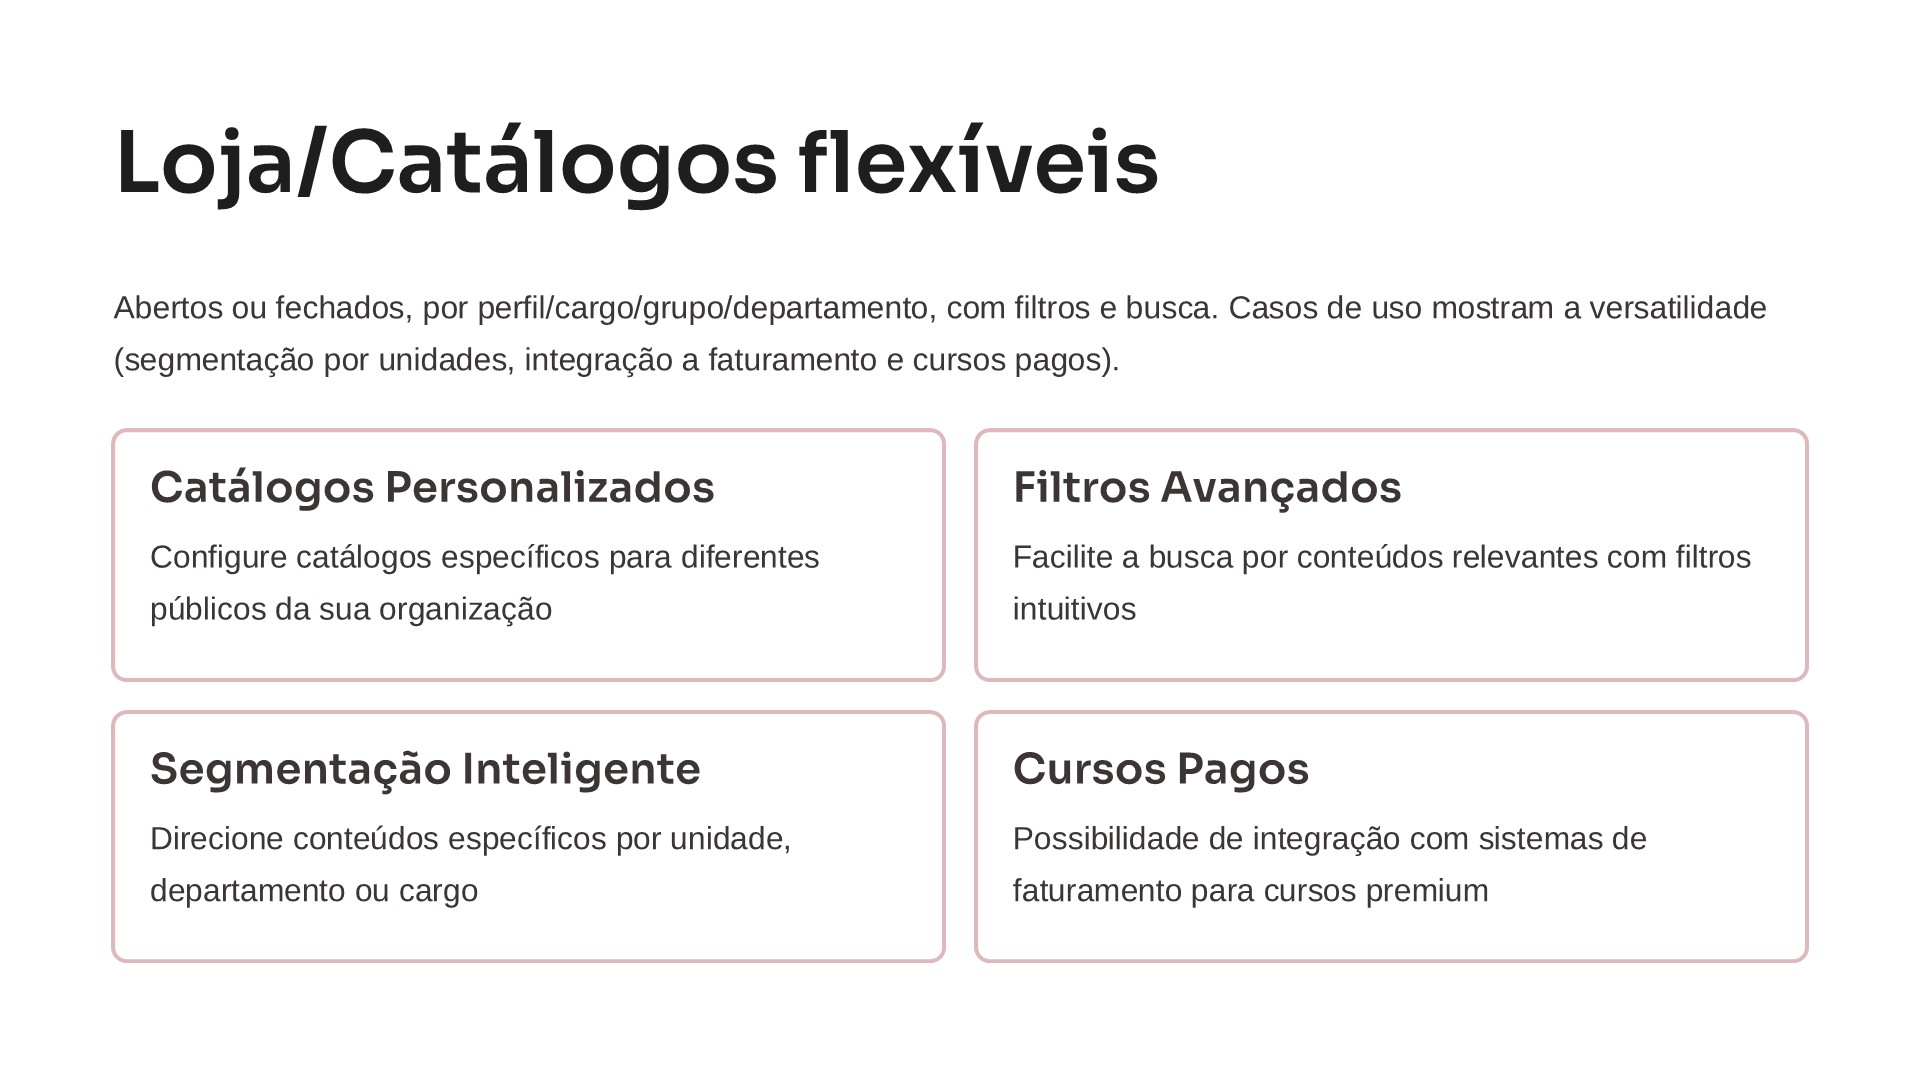 Loja/Catálogos flexíveis
Abertos ou fechados, por perfil/cargo/grupo/departamento, com filtros e busca. Casos de uso mostram a versatilidade
(segmentação por unidades, integração a faturamento e cursos pagos).
Catálogos Personalizados
Configure catálogos específicos para diferentes
públicos da sua organização
Filtros Avançados
Facilite a busca por conteúdos relevantes com filtros
intuitivos
Segmentação Inteligente
Direcione conteúdos específicos por unidade,
departamento ou cargo
Cursos Pagos
Possibilidade de integração com sistemas de
faturamento para cursos premium